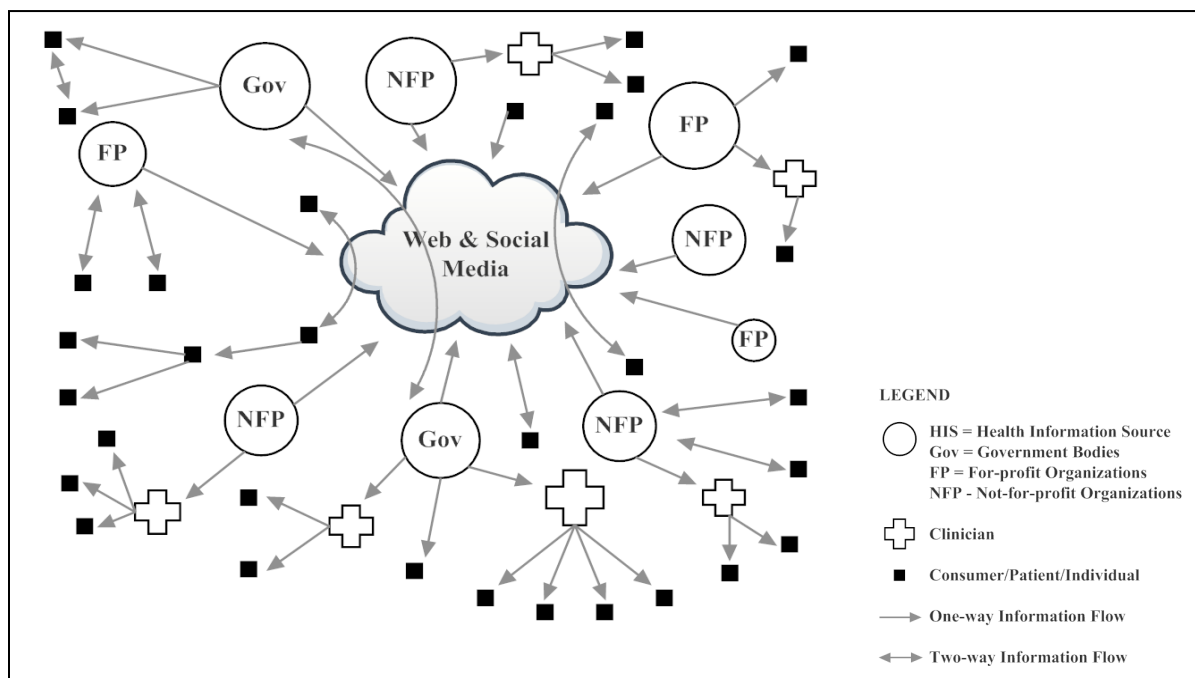 Gov
NFP
FP
FP
NFP
Web & Social
Media
FP
NFP
Gov
NFP
LEGEND
HIS = Health Information Source
Gov = Government Bodies
FP = For-profit Organizations
NFP - Not-for-profit Organizations
Clinician
Consumer/Patient/Individual
One-way Information Flow
Two-way Information Flow